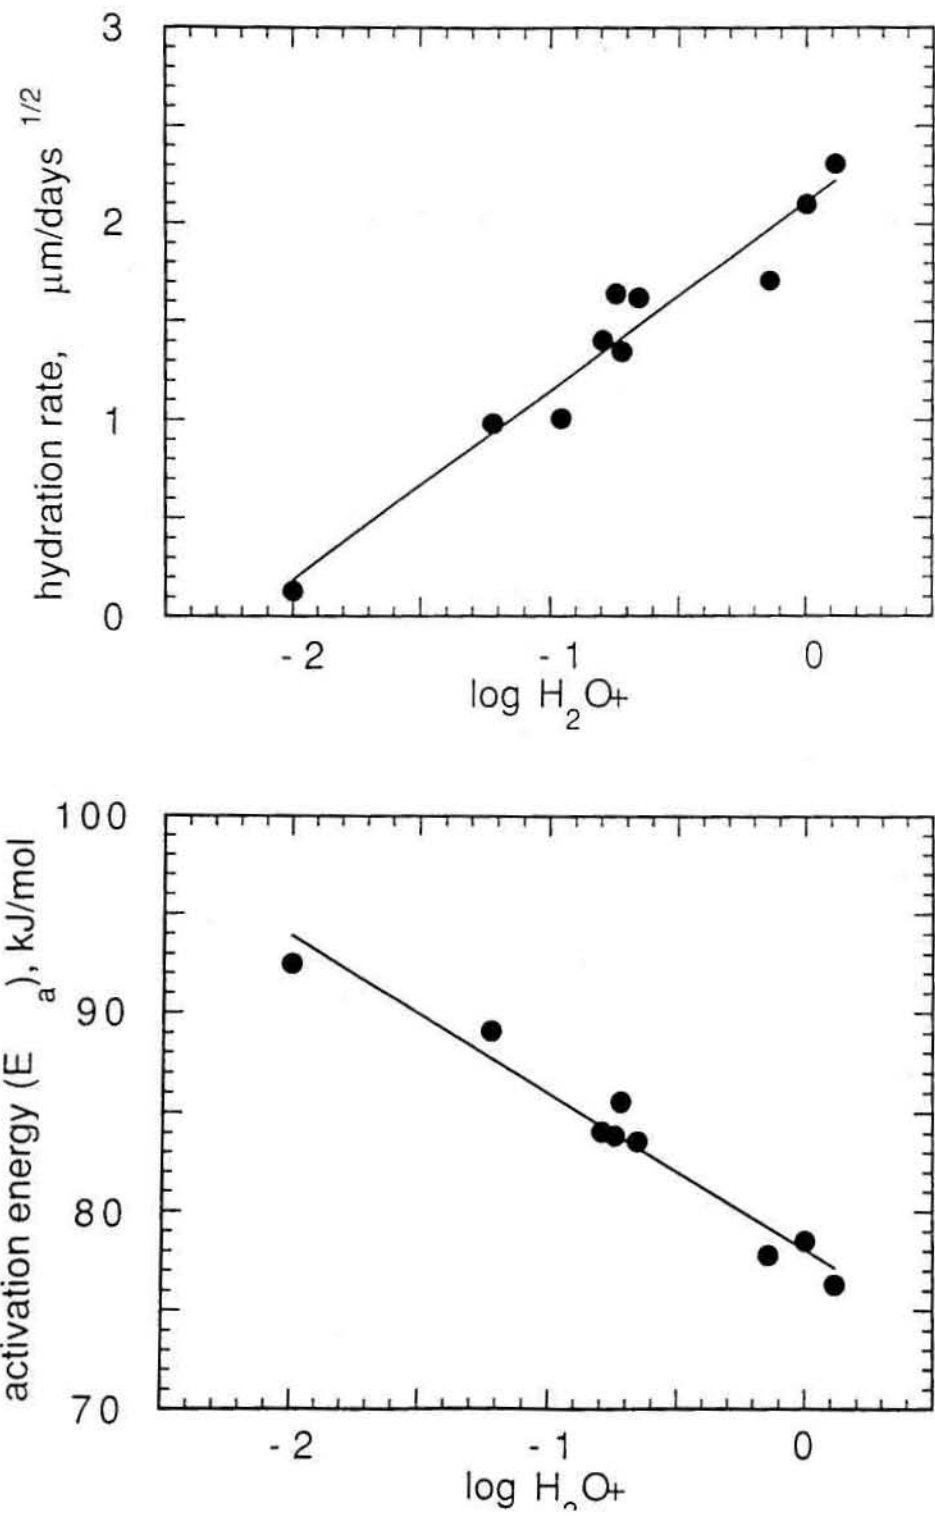 hydration rate, μm/days 1/2
3
2
1
0
-2 -1 0
log H2O+
activation energy (Ea), kJ/mol
100
90
80
70
-2 -1 0
log H2O+